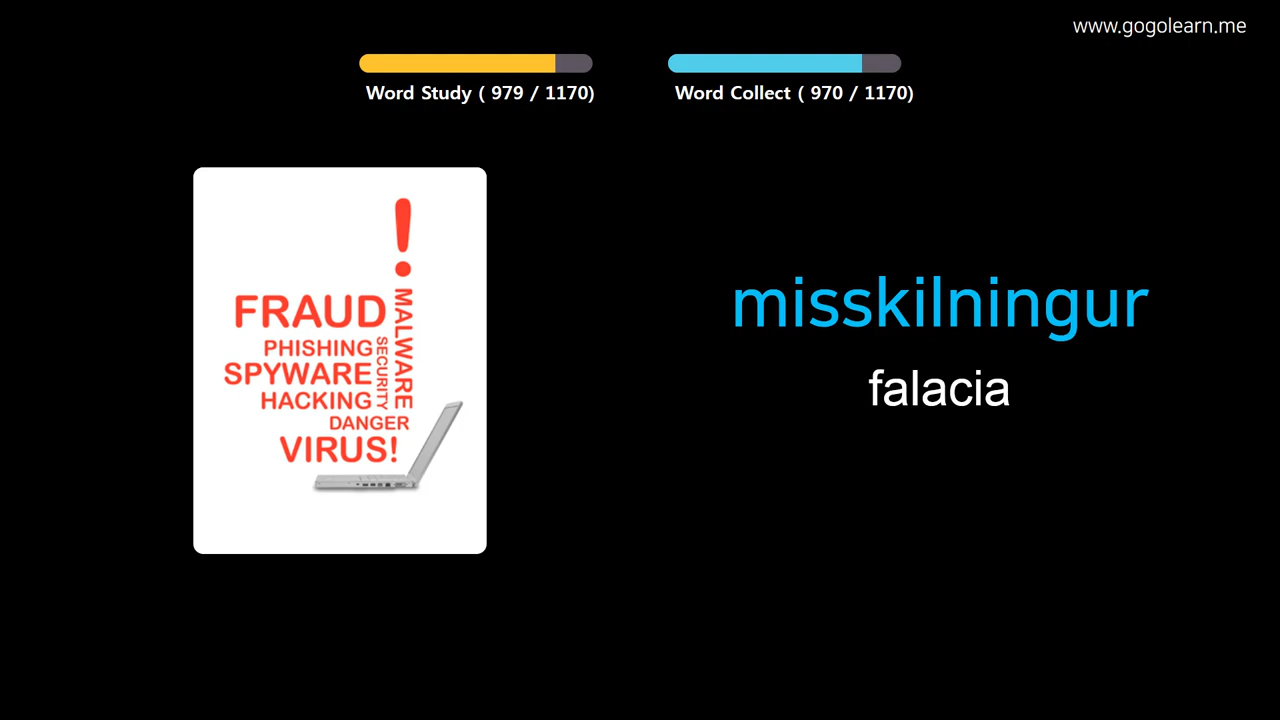 www.gogolearn.me
Word Study ( 979 / 1170)
Word Collect ( 970 / 1170)
!
FRAUD
MALWARE
PHISHING
SECURITY
SPYWARE
HACKING
DANGER
VIRUS!
misskilningur
falacia